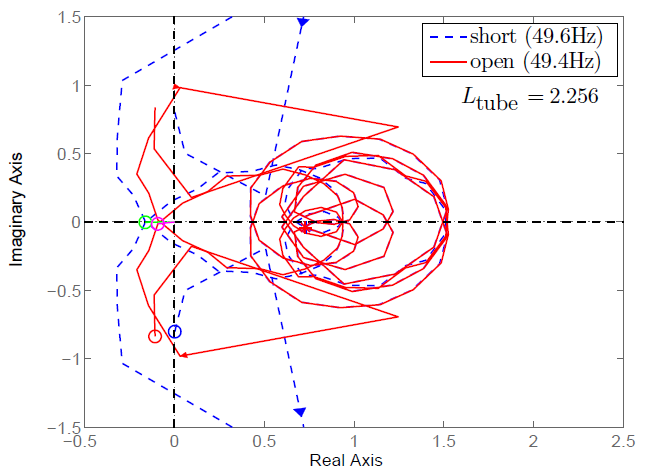 1.5
short (49.6Hz)
open (49.4Hz)
L_tube = 2.256
1
0.5
0
−0.5
−1
−1.5
Imaginary Axis
−0.5 0 0.5 1 1.5 2 2.5
Real Axis